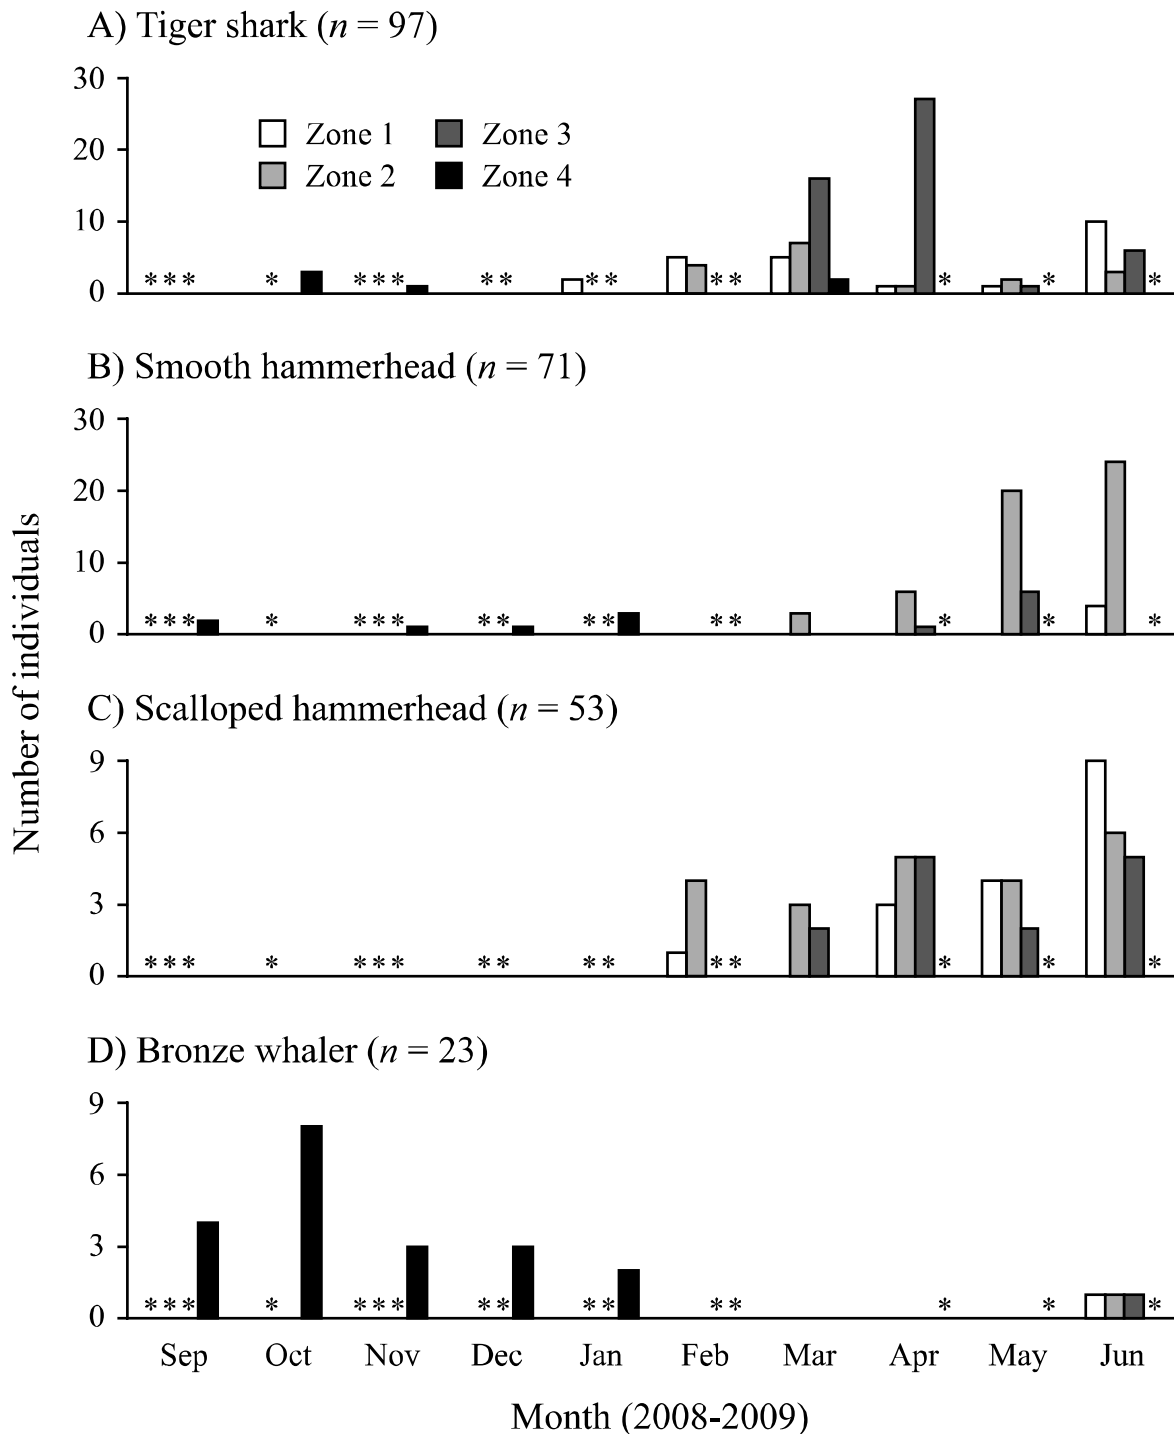 A) Tiger shark (n = 97)
30
Zone 1
Zone 3
20
Zone 2
Zone 4
10
* * * * * * * * * * * * * * * *
0
B) Smooth hammerhead (n = 71)
30
20
10
* * * * * * * * * * * * * * * *
0
C) Scalloped hammerhead (n = 53)
9
6
3
* * * * * * * * * * * * * * * *
0
D) Bronze whaler (n = 23)
9
6
3
* * * * * * * * * * * * * * * *
0
Sep Oct Nov Dec Jan Feb Mar Apr May Jun
Month (2008-2009)
Number of individuals